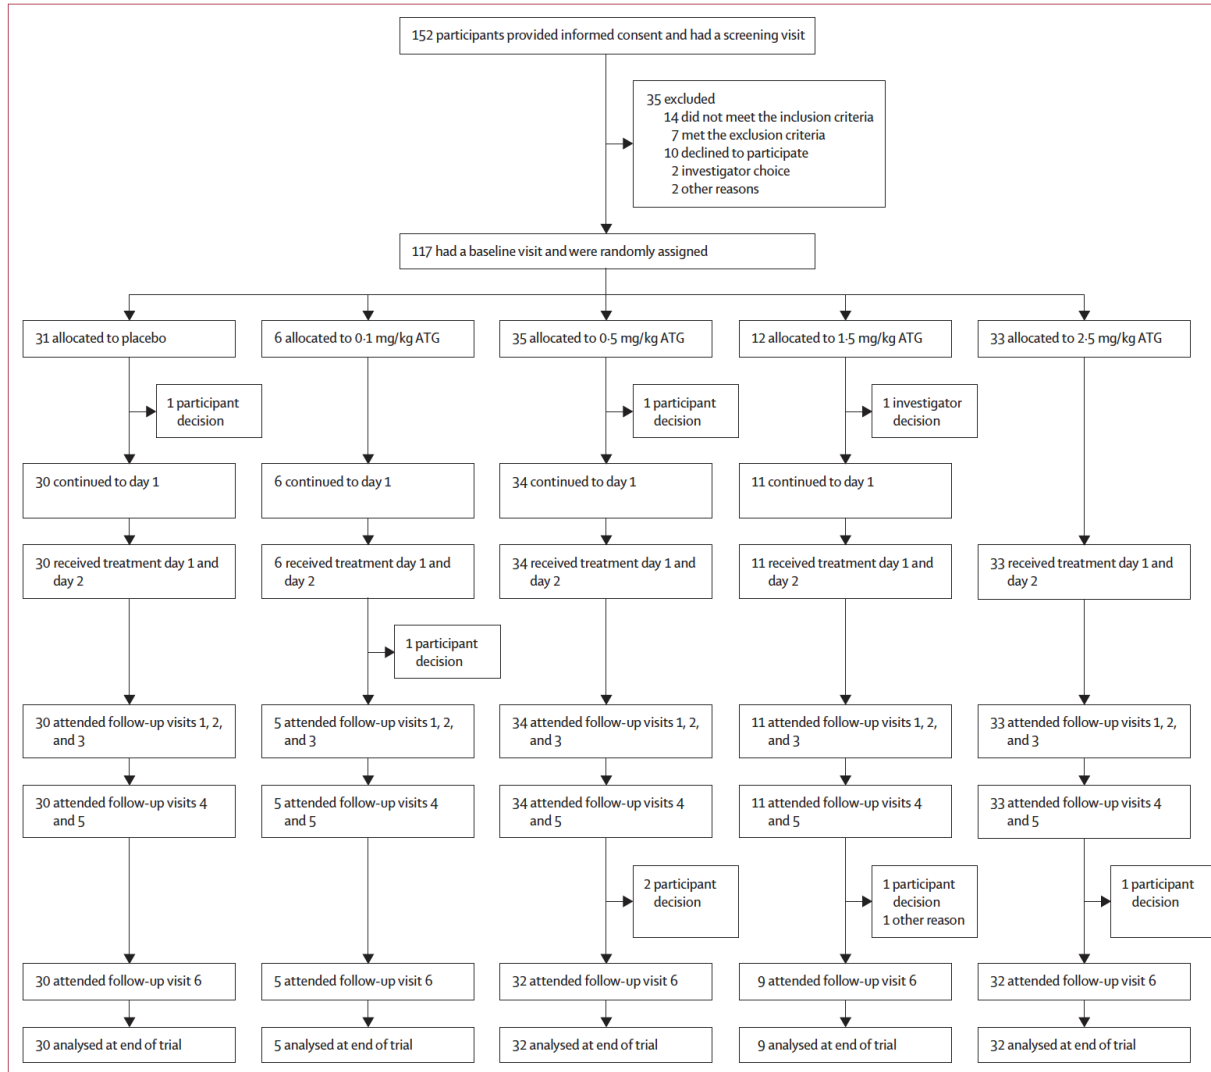 152 participants provided informed consent and had a screening visit
35 excluded
14 did not meet the inclusion criteria
7 met the exclusion criteria
10 declined to participate
2 investigator choice
2 other reasons
117 had a baseline visit and were randomly assigned
31 allocated to placebo
6 allocated to 0·1 mg/kg ATG
35 allocated to 0·5 mg/kg ATG
12 allocated to 1·5 mg/kg ATG
33 allocated to 2·5 mg/kg ATG
1 participant
decision
1 participant
decision
1 investigator
decision
30 continued to day 1
6 continued to day 1
34 continued to day 1
11 continued to day 1
30 received treatment day 1 and
day 2
6 received treatment day 1 and
day 2
34 received treatment day 1 and
day 2
11 received treatment day 1 and
day 2
33 received treatment day 1 and
day 2
1 participant
decision
30 attended follow-up visits 1, 2,
and 3
5 attended follow-up visits 1, 2,
and 3
34 attended follow-up visits 1, 2,
and 3
11 attended follow-up visits 1, 2,
and 3
33 attended follow-up visits 1, 2,
and 3
30 attended follow-up visits 4
and 5
5 attended follow-up visits 4
and 5
34 attended follow-up visits 4
and 5
11 attended follow-up visits 4
and 5
33 attended follow-up visits 4
and 5
2 participant
decision
1 participant
decision
1 other reason
1 participant
decision
30 attended follow-up visit 6
5 attended follow-up visit 6
32 attended follow-up visit 6
9 attended follow-up visit 6
32 attended follow-up visit 6
30 analysed at end of trial
5 analysed at end of trial
32 analysed at end of trial
9 analysed at end of trial
32 analysed at end of trial